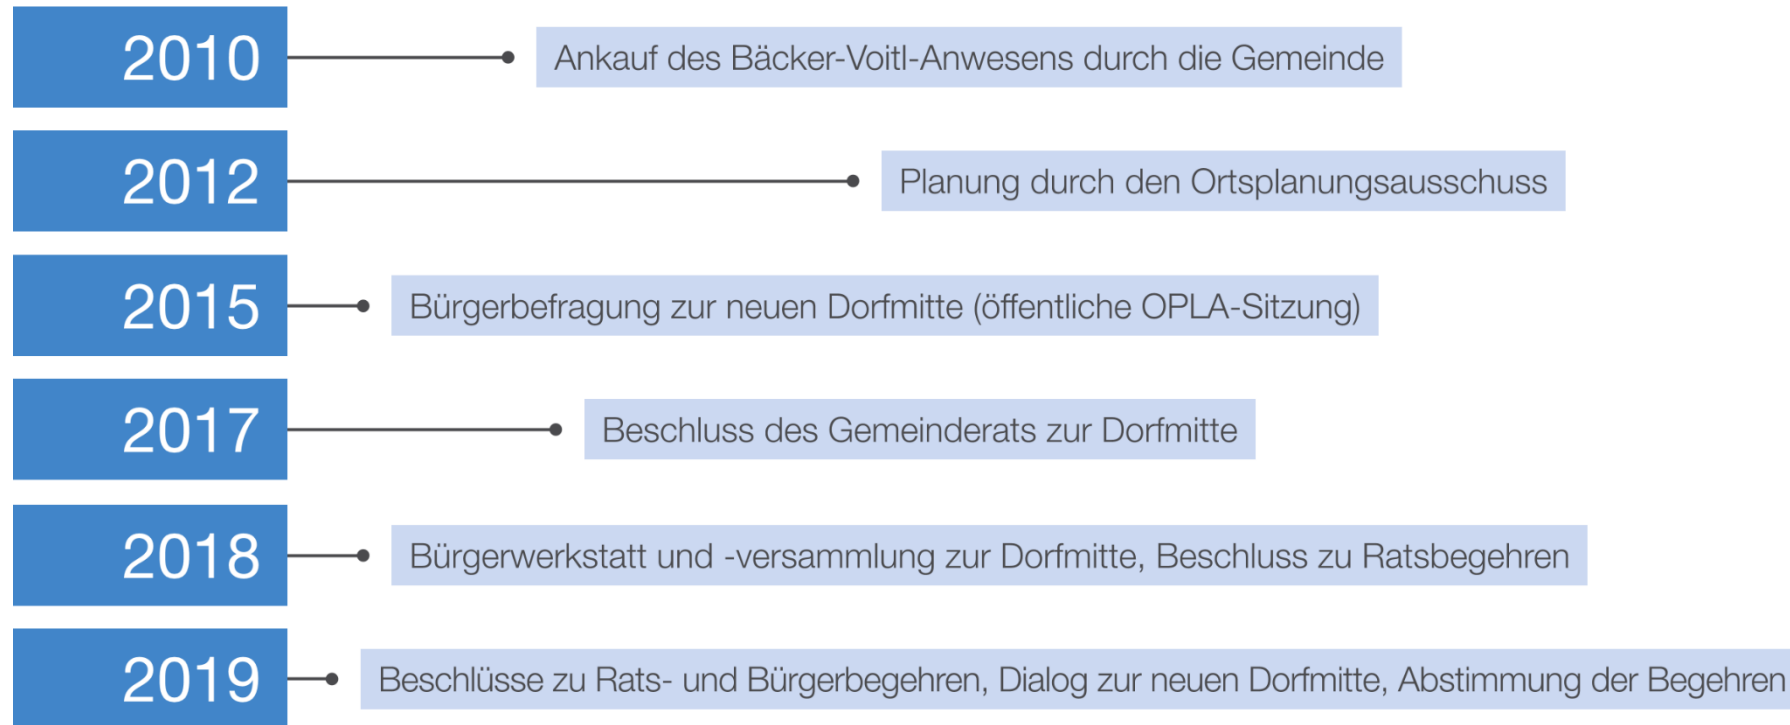 2010 Ankauf des Bäcker-Voitl-Anwesens durch die Gemeinde
2012 Planung durch den Ortsplanungsausschuss
2015 Bürgerbefragung zur neuen Dorfmitte (öffentliche OPLA-Sitzung)
2017 Beschluss des Gemeinderats zur Dorfmitte
2018 Bürgerwerkstatt und -versammlung zur Dorfmitte, Beschluss zu Ratsbegehren
2019 Beschlüsse zu Rats- und Bürgerbegehren, Dialog zur neuen Dorfmitte, Abstimmung der Begehren